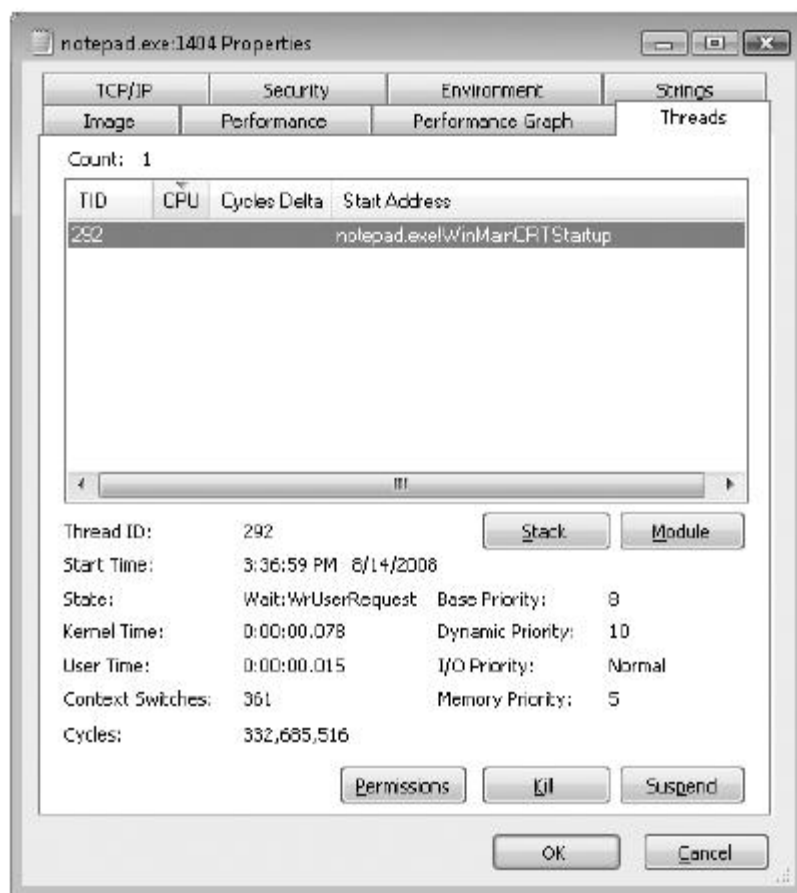 notepad.exe:1404 Properties
TCP/IP Security Environment Strings
Image Performance Performance Graph Threads
Count: 1
TID CPU Cycles Delta Start Address
292 notepad.exe!WinMainCRTStartup
Thread ID: 292 Stack Module
Start Time: 3:36:59 PM 8/14/2008
State: Wait:WrUserRequest Base Priority: 8
Kernel Time: 0:00:00.078 Dynamic Priority: 10
User Time: 0:00:00.015 I/O Priority: Normal
Context Switches: 361 Memory Priority: 5
Cycles: 332,685,516
Permissions Kill Suspend
OK Cancel